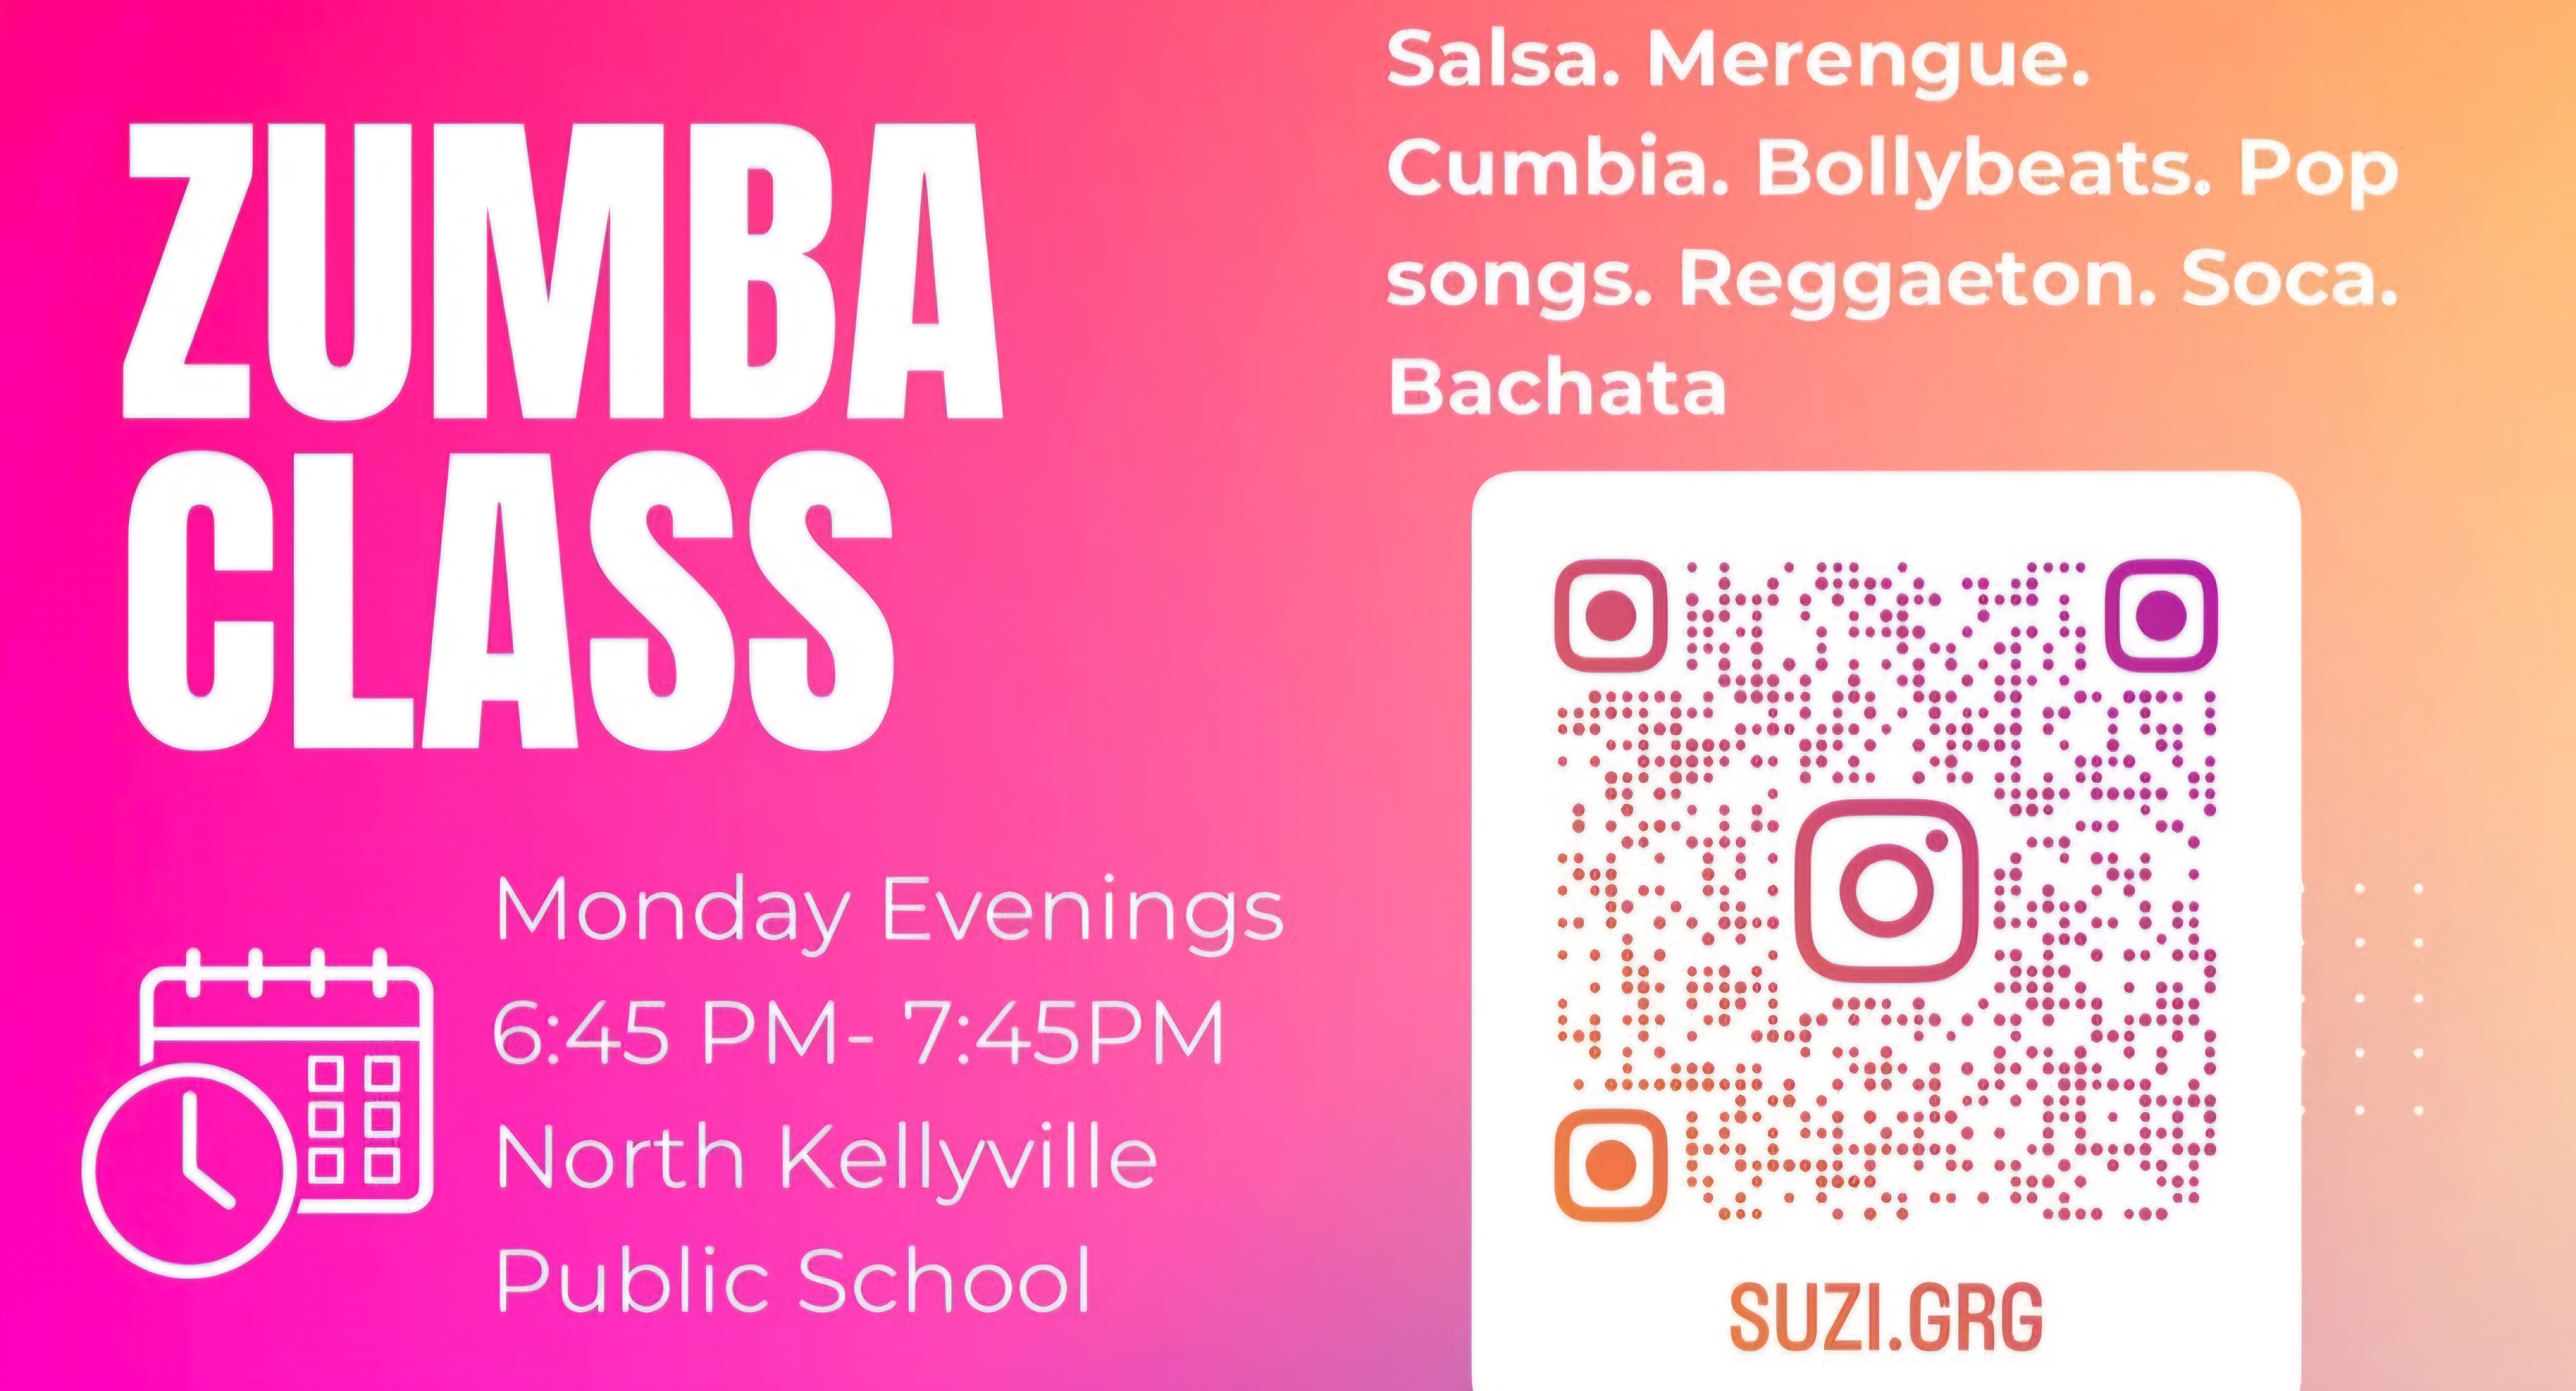 ZUMBA
CLASS
Monday Evenings
6:45 PM- 7:45PM
North Kellyville
Public School
Salsa. Merengue.
Cumbia. Bollybeats. Pop
songs. Reggaeton. Soca.
Bachata
SUZI.GRG